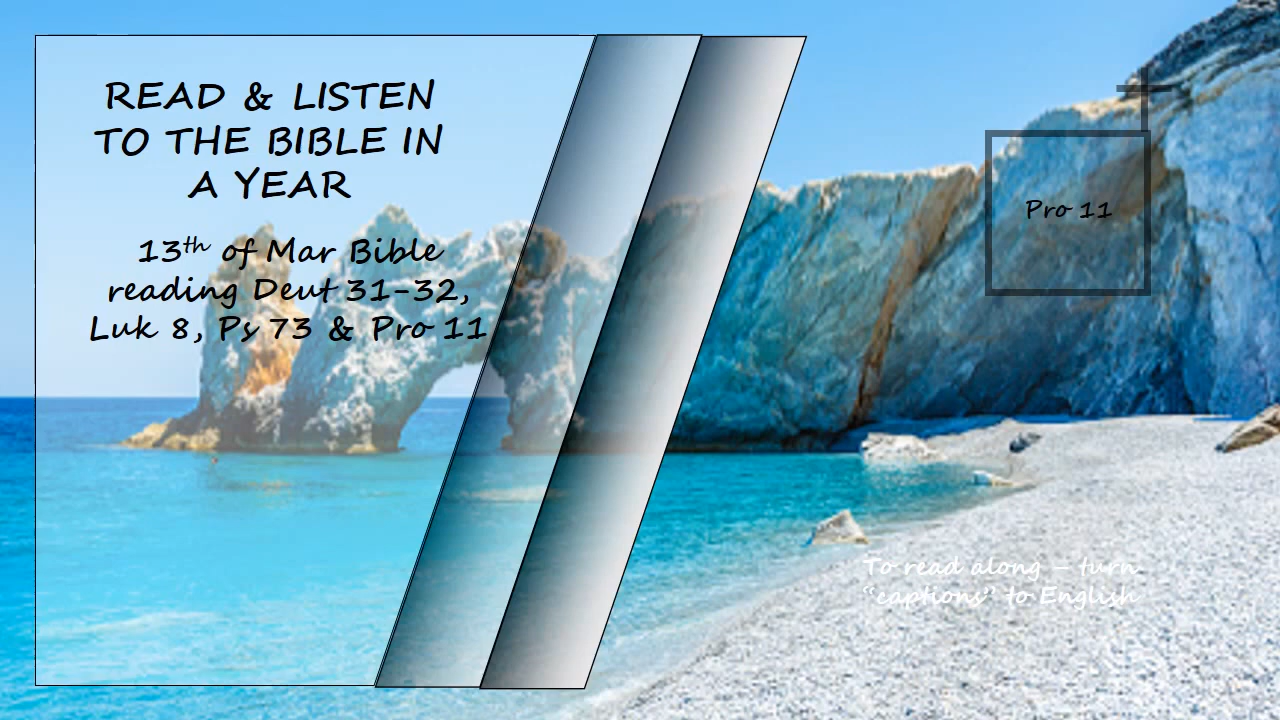 READ & LISTEN
TO THE BIBLE IN
A YEAR
13th of Mar Bible
reading Deut 31-32,
Luk 8, Ps 73 & Pro 11
Pro 11
To read along – turn
“captions” to English